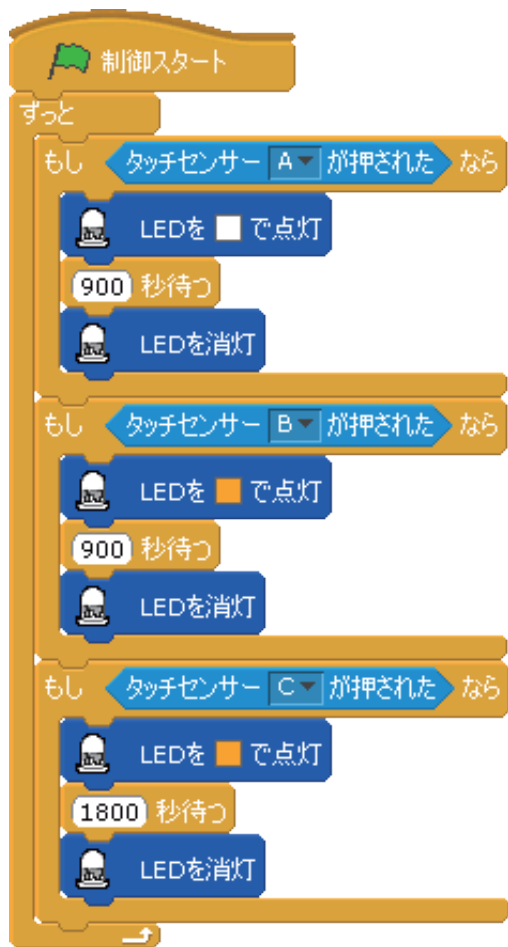 制御スタート
ずっと
もし タッチセンサー A が押された なら
LEDを で点灯
900 秒待つ
LEDを消灯
もし タッチセンサー B が押された なら
LEDを で点灯
900 秒待つ
LEDを消灯
もし タッチセンサー C が押された なら
LEDを で点灯
1800 秒待つ
LEDを消灯